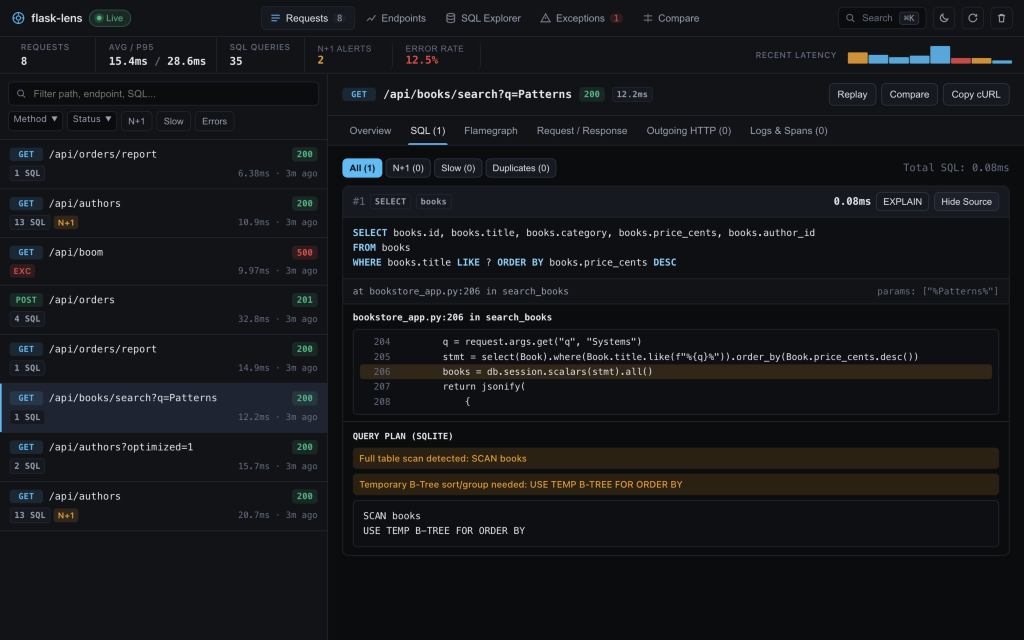 flask-lens Live Requests 8 Endpoints SQL Explorer Exceptions 1 Compare Search ⌘K
REQUESTS
8
AVG / P95
15.4ms / 28.6ms
SQL QUERIES
35
N+1 ALERTS
2
ERROR RATE
12.5%
RECENT LATENCY
Filter path, endpoint, SQL...
Method ▼ Status ▼ N+1 Slow Errors
GET /api/orders/report 200
1 SQL 6.38ms · 3m ago
GET /api/authors 200
13 SQL N+1 10.9ms · 3m ago
GET /api/boom 500
EXC 9.97ms · 3m ago
POST /api/orders 201
4 SQL 32.8ms · 3m ago
GET /api/orders/report 200
1 SQL 14.9ms · 3m ago
GET /api/books/search?q=Patterns 200
1 SQL 12.2ms · 3m ago
GET /api/authors?optimized=1 200
2 SQL 15.7ms · 3m ago
GET /api/authors 200
13 SQL N+1 20.7ms · 3m ago
GET /api/books/search?q=Patterns 200 12.2ms Replay Compare Copy cURL
Overview SQL (1) Flamegraph Request / Response Outgoing HTTP (0) Logs & Spans (0)
All (1) N+1 (0) Slow (0) Duplicates (0) Total SQL: 0.08ms
#1 SELECT books 0.08ms EXPLAIN Hide Source
SELECT books.id, books.title, books.category, books.price_cents, books.author_id
FROM books
WHERE books.title LIKE ? ORDER BY books.price_cents DESC
at bookstore_app.py:206 in search_books params: ["%Patterns%"]
bookstore_app.py:206 in search_books
204 q = request.args.get("q", "Systems")
205 stmt = select(Book).where(Book.title.like(f"%{q}%")).order_by(Book.price_cents.desc())
206 books = db.session.scalars(stmt).all()
207 return jsonify(
208 {
QUERY PLAN (SQLITE)
Full table scan detected: SCAN books
Temporary B-Tree sort/group needed: USE TEMP B-TREE FOR ORDER BY
SCAN books
USE TEMP B-TREE FOR ORDER BY